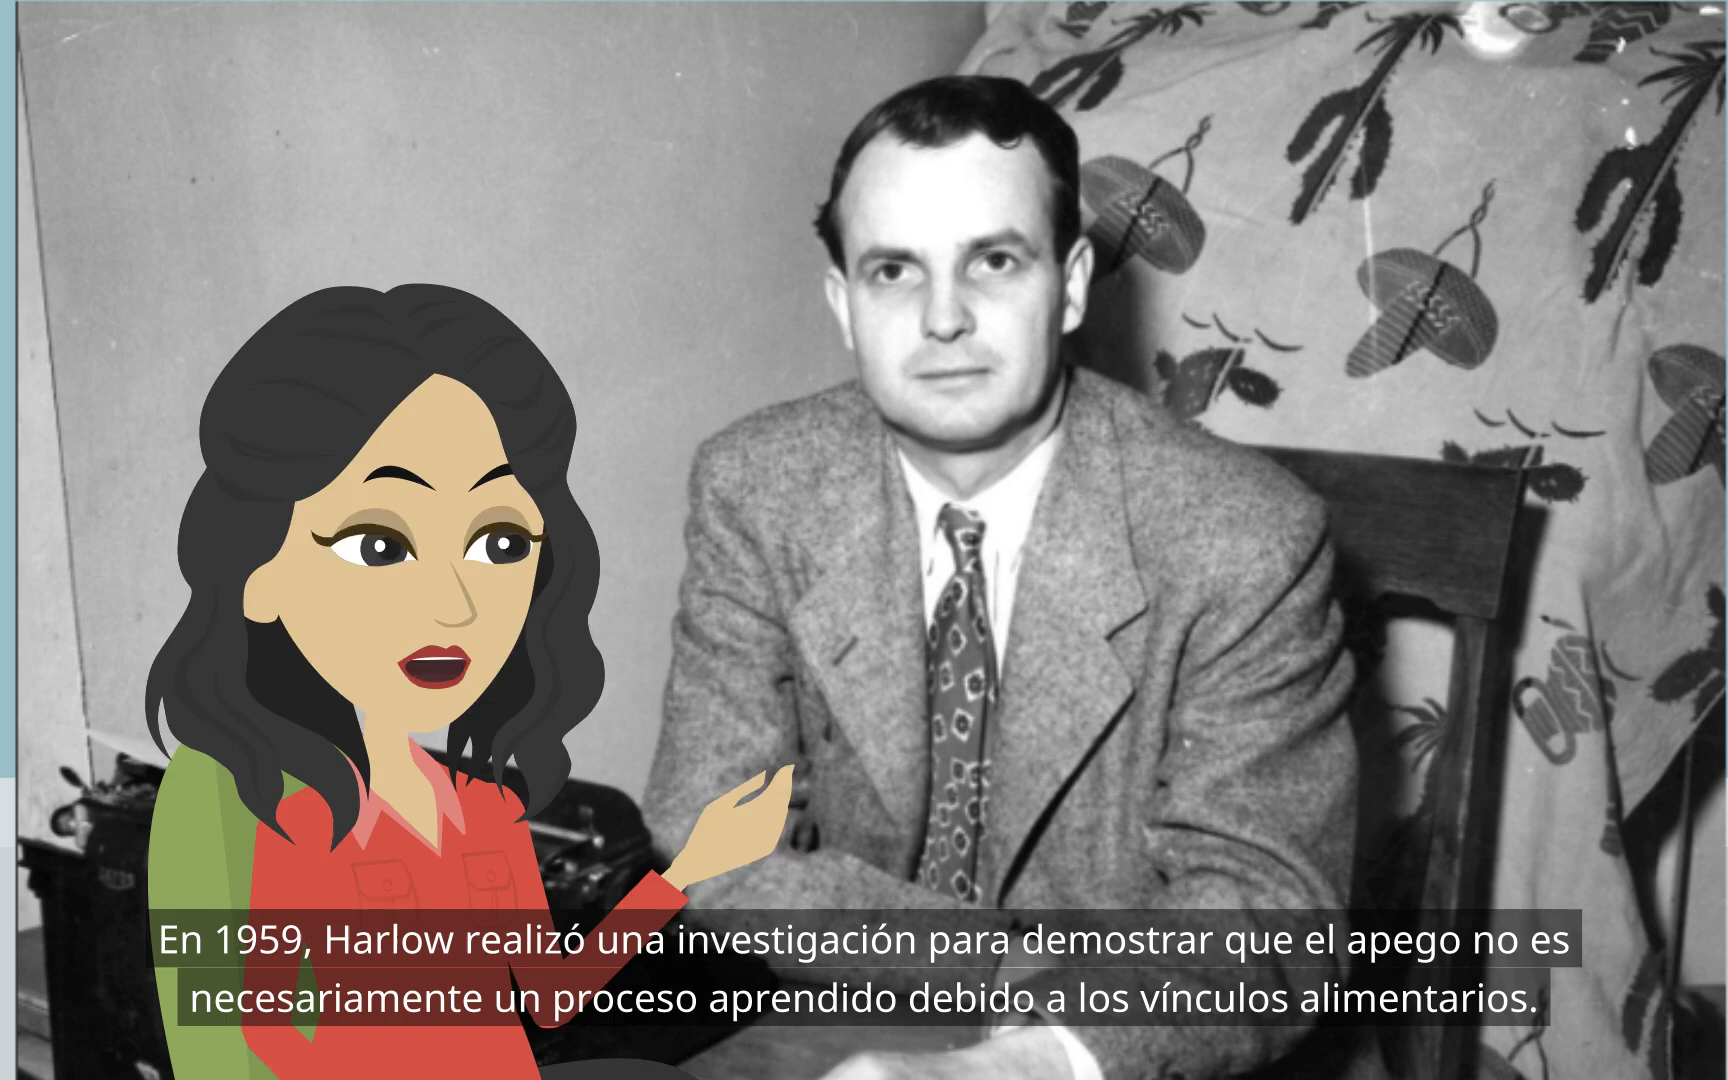 En 1959, Harlow realizó una investigación para demostrar que el apego no es
necesariamente un proceso aprendido debido a los vínculos alimentarios.